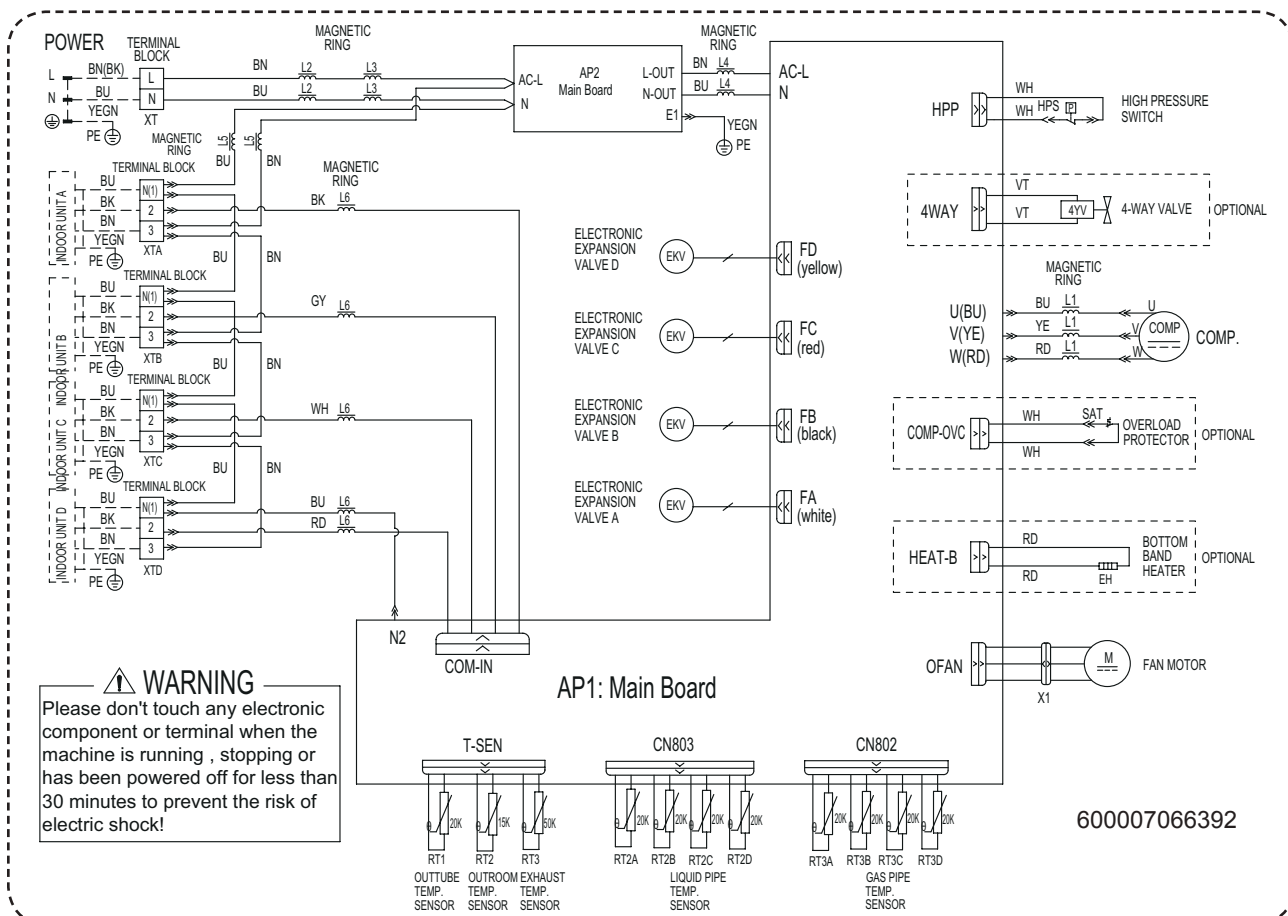 POWER
TERMINAL
BLOCK
MAGNETIC
RING
L
BN(BK)
L
BN
L2
L3
N
BU
N
BU
L2
L3
YEGN
XT
PE
AP2
Main Board
AC-L
N
L-OUT
N-OUT
E1
MAGNETIC
RING
BN
L4
BU
L4
YEGN
PE
AC-L
N
MAGNETIC
RING
L5
L5
BU
BN
INDOOR UNIT A
TERMINAL BLOCK
BU
N(1)
BK
2
BN
3
YEGN
XTA
PE
MAGNETIC
RING
BK
L6
BU
BN
INDOOR UNIT B
TERMINAL BLOCK
BU
N(1)
BK
2
BN
3
YEGN
XTB
PE
GY
L6
BU
BN
INDOOR UNIT C
TERMINAL BLOCK
BU
N(1)
BK
2
BN
3
YEGN
XTC
PE
WH
L6
BU
BN
INDOOR UNIT D
TERMINAL BLOCK
BU
N(1)
BK
2
BN
3
YEGN
XTD
PE
BU
L6
RD
L6
N2
COM-IN
ELECTRONIC
EXPANSION
VALVE D
EKV
FD
(yellow)
ELECTRONIC
EXPANSION
VALVE C
EKV
FC
(red)
ELECTRONIC
EXPANSION
VALVE B
EKV
FB
(black)
ELECTRONIC
EXPANSION
VALVE A
EKV
FA
(white)
HPP
WH
WH
HPS
P
HIGH PRESSURE
SWITCH
4WAY
VT
VT
4YV
4-WAY VALVE
OPTIONAL
MAGNETIC
RING
U(BU)
BU
L1
U
V(YE)
YE
L1
V
W(RD)
RD
L1
W
COMP
COMP.
COMP-OVC
WH
SAT
WH
OVERLOAD
PROTECTOR
OPTIONAL
HEAT-B
RD
RD
EH
BOTTOM
BAND
HEATER
OPTIONAL
OFAN
X1
M
FAN MOTOR
AP1: Main Board
WARNING
Please don't touch any electronic
component or terminal when the
machine is running , stopping or
has been powered off for less than
30 minutes to prevent the risk of
electric shock!
T-SEN
θ
20K
θ
15K
θ
50K
RT1
RT2
RT3
OUTTUBE
TEMP.
SENSOR
OUTROOM
TEMP.
SENSOR
EXHAUST
TEMP.
SENSOR
CN803
θ
20K
θ
20K
θ
20K
θ
20K
RT2A
RT2B
RT2C
RT2D
LIQUID PIPE
TEMP.
SENSOR
CN802
θ
20K
θ
20K
θ
20K
θ
20K
RT3A
RT3B
RT3C
RT3D
GAS PIPE
TEMP.
SENSOR
600007066392